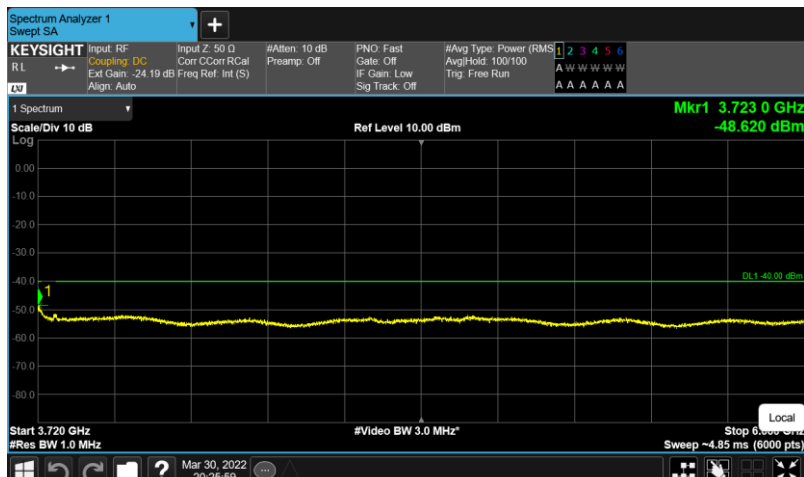 Spectrum Analyzer 1
Swept SA
+
KEYSIGHT
RL
LXI
Input: RF
Coupling: DC
Ext Gain: -24.19 dB
Align: Auto
Input Z: 50 Ω
Corr CCorr RCal
Freq Ref: Int (S)
#Atten: 10 dB
Preamp: Off
PNO: Fast
Gate: Off
IF Gain: Low
Sig Track: Off
#Avg Type: Power (RMS
Avg|Hold: 100/100
Trig: Free Run
1 2 3 4 5 6
A W W W W W
A A A A A A
1 Spectrum
Mkr1 3.723 0 GHz
-48.620 dBm
Scale/Div 10 dB
Ref Level 10.00 dBm
Log
0.00
-10.0
-20.0
-30.0
-40.0
DL1 -40.00 dBm
1
-50.0
-60.0
-70.0
-80.0
Local
Start 3.720 GHz
#Video BW 3.0 MHz*
Stop
#Res BW 1.0 MHz
Sweep ~4.85 ms (6000 pts)
?
Mar 30, 2022